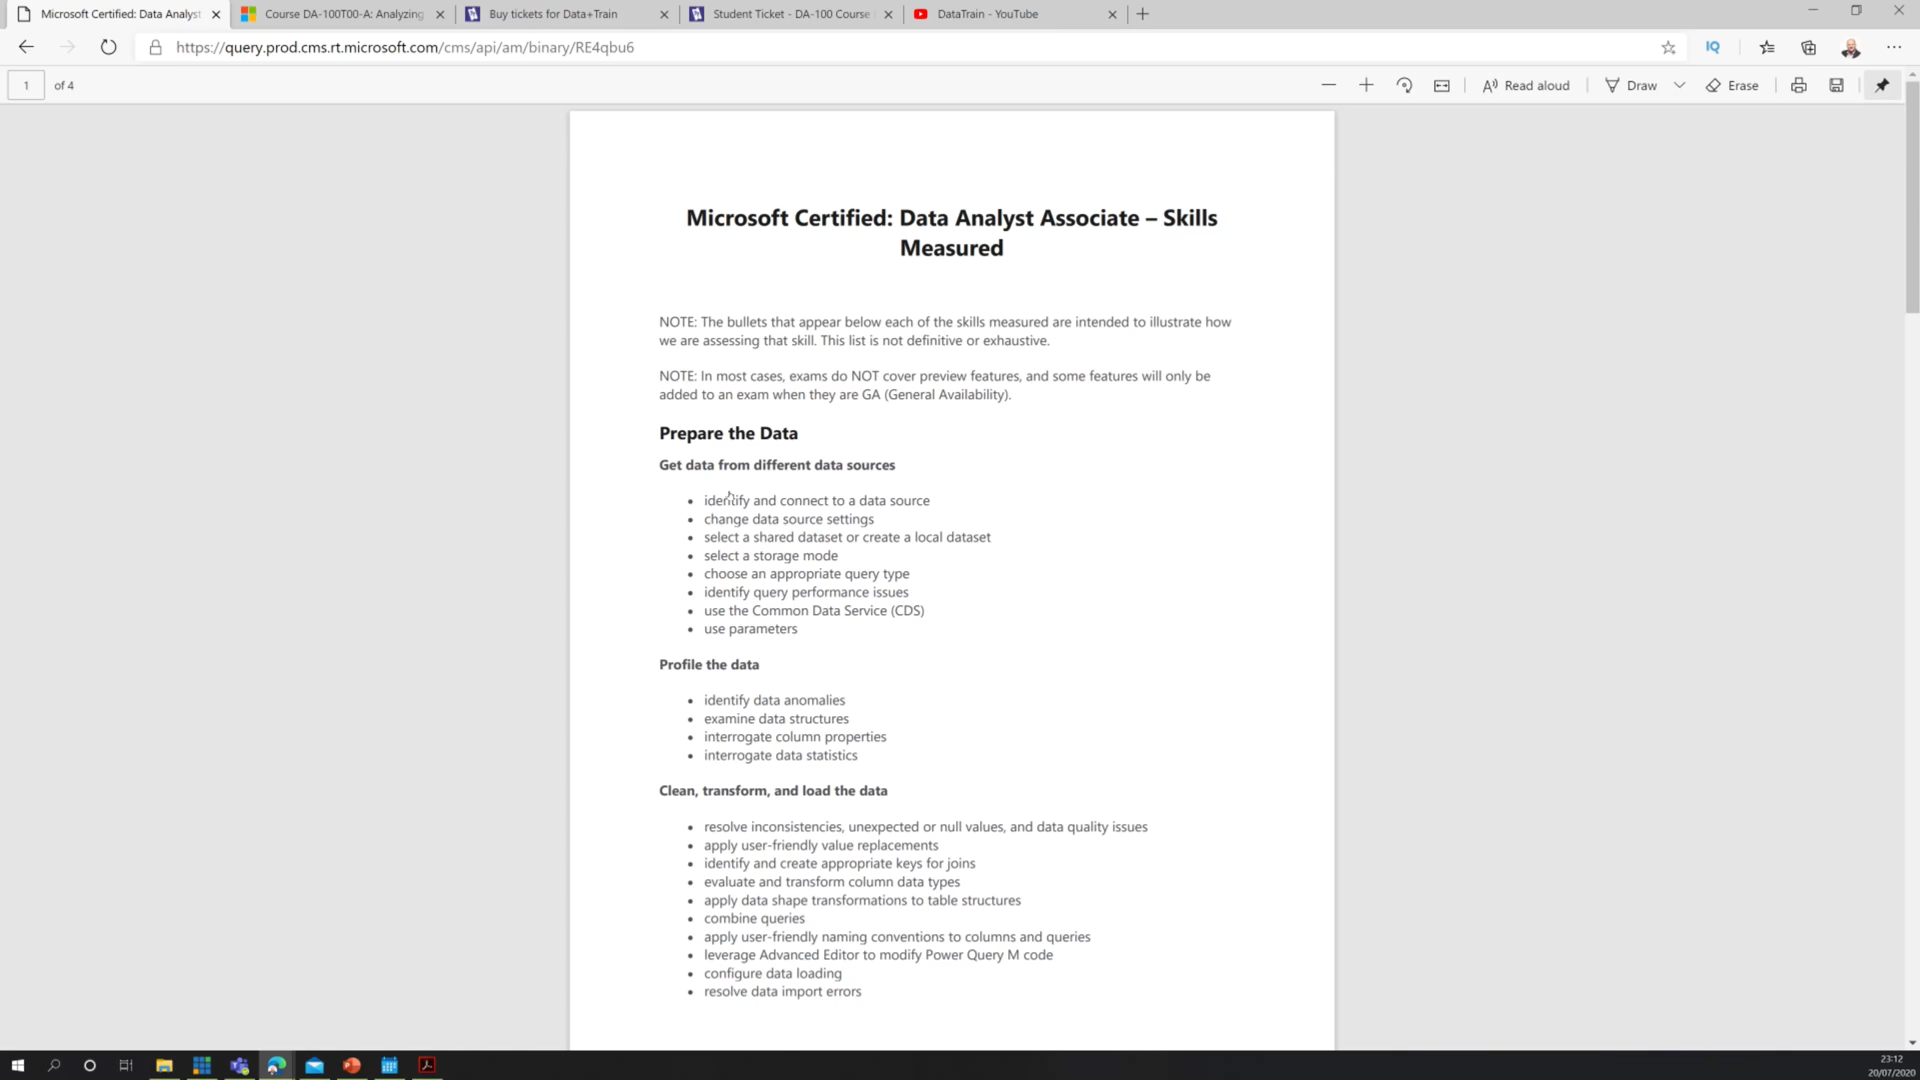 Microsoft Certified: Data Analyst
Course DA-100T00-A: Analyzing
Buy tickets for Data+Train
Student Ticket - DA-100 Course
DataTrain - YouTube
https://query.prod.cms.rt.microsoft.com/cms/api/am/binary/RE4qbu6
IQ
1 of 4
Read aloud
Draw
Erase
Microsoft Certified: Data Analyst Associate – Skills
Measured
NOTE: The bullets that appear below each of the skills measured are intended to illustrate how
we are assessing that skill. This list is not definitive or exhaustive.
NOTE: In most cases, exams do NOT cover preview features, and some features will only be
added to an exam when they are GA (General Availability).
Prepare the Data
Get data from different data sources
• identify and connect to a data source
• change data source settings
• select a shared dataset or create a local dataset
• select a storage mode
• choose an appropriate query type
• identify query performance issues
• use the Common Data Service (CDS)
• use parameters
Profile the data
• identify data anomalies
• examine data structures
• interrogate column properties
• interrogate data statistics
Clean, transform, and load the data
• resolve inconsistencies, unexpected or null values, and data quality issues
• apply user-friendly value replacements
• identify and create appropriate keys for joins
• evaluate and transform column data types
• apply data shape transformations to table structures
• combine queries
• apply user-friendly naming conventions to columns and queries
• leverage Advanced Editor to modify Power Query M code
• configure data loading
• resolve data import errors
23:12
20/07/2020